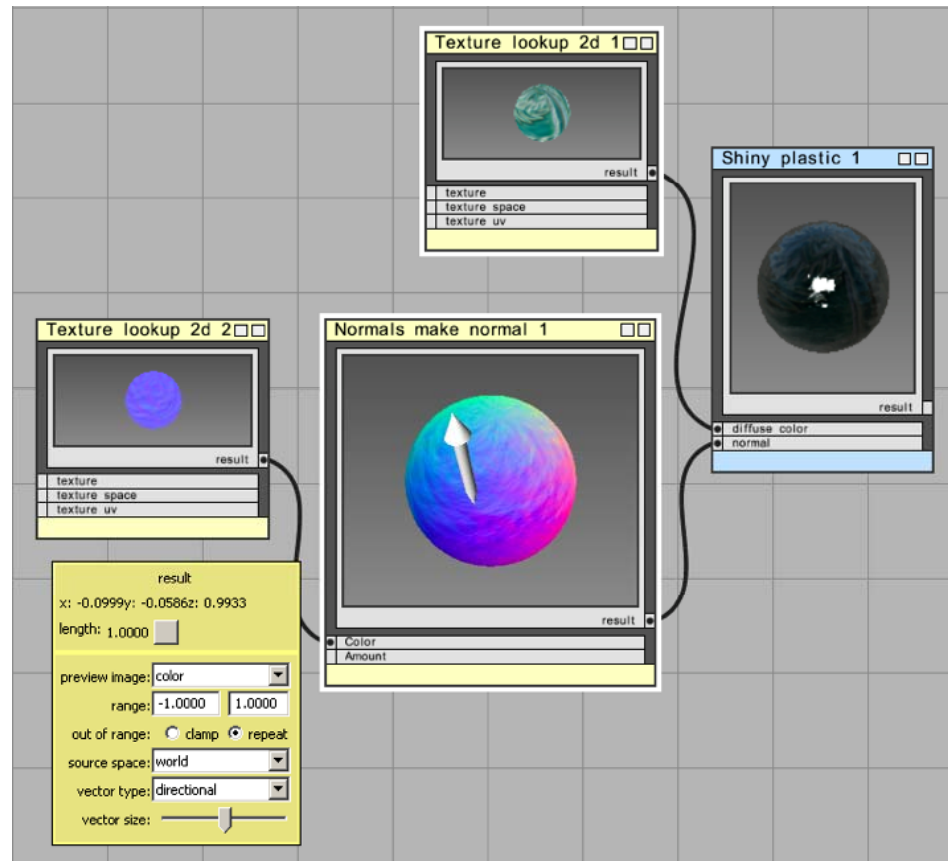 Texture lookup 2d 1
result
texture
texture space
texture uv
Shiny plastic 1
result
diffuse color
normal
Texture lookup 2d 2
result
texture
texture space
texture uv
Normals make normal 1
result
Color
Amount
result
x: -0.0999y: -0.0586z: 0.9933
length: 1.0000
preview image: color
range: -1.0000 1.0000
out of range: clamp repeat
source space: world
vector type: directional
vector size: